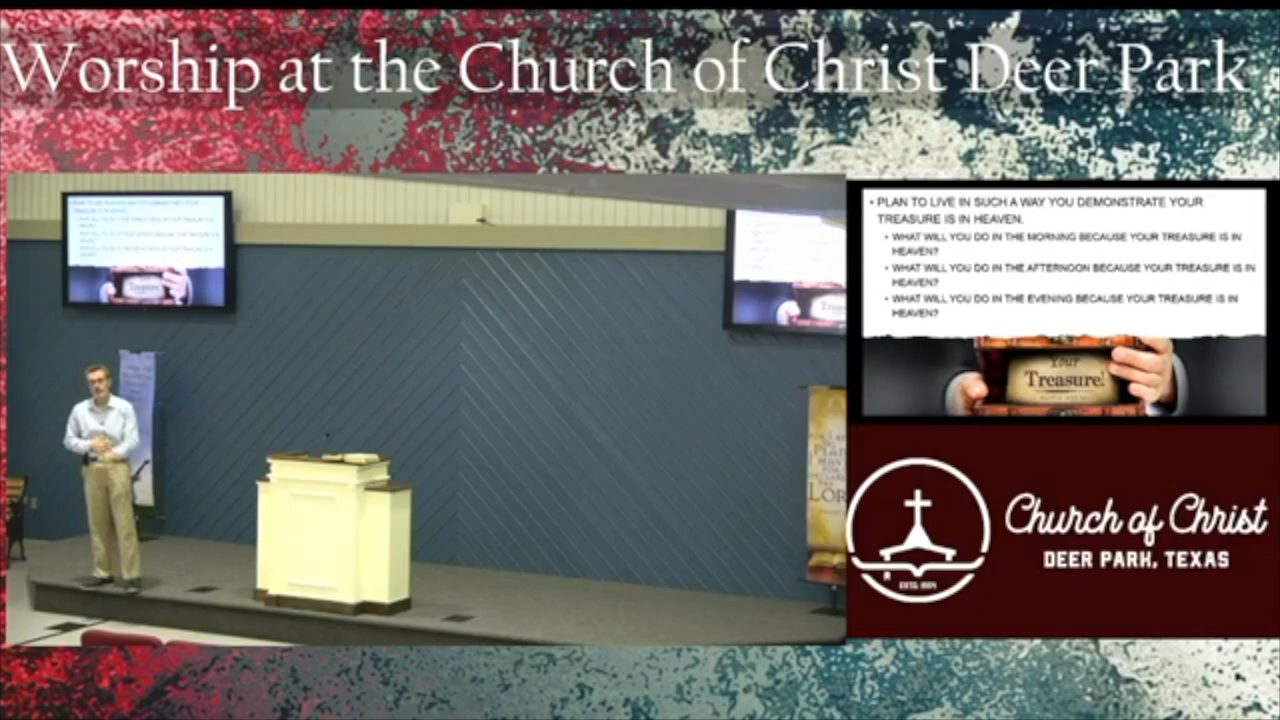 Worship at the Church of Christ Deer Park
• PLAN TO LIVE IN SUCH A WAY YOU DEMONSTRATE YOUR
TREASURE IS IN HEAVEN.
• WHAT WILL YOU DO IN THE MORNING BECAUSE YOUR TREASURE IS IN
HEAVEN?
• WHAT WILL YOU DO IN THE AFTERNOON BECAUSE YOUR TREASURE IS IN
HEAVEN?
• WHAT WILL YOU DO IN THE EVENING BECAUSE YOUR TREASURE IS IN
HEAVEN?
Your
Treasure!
Church of Christ
DEER PARK, TEXAS
LORD